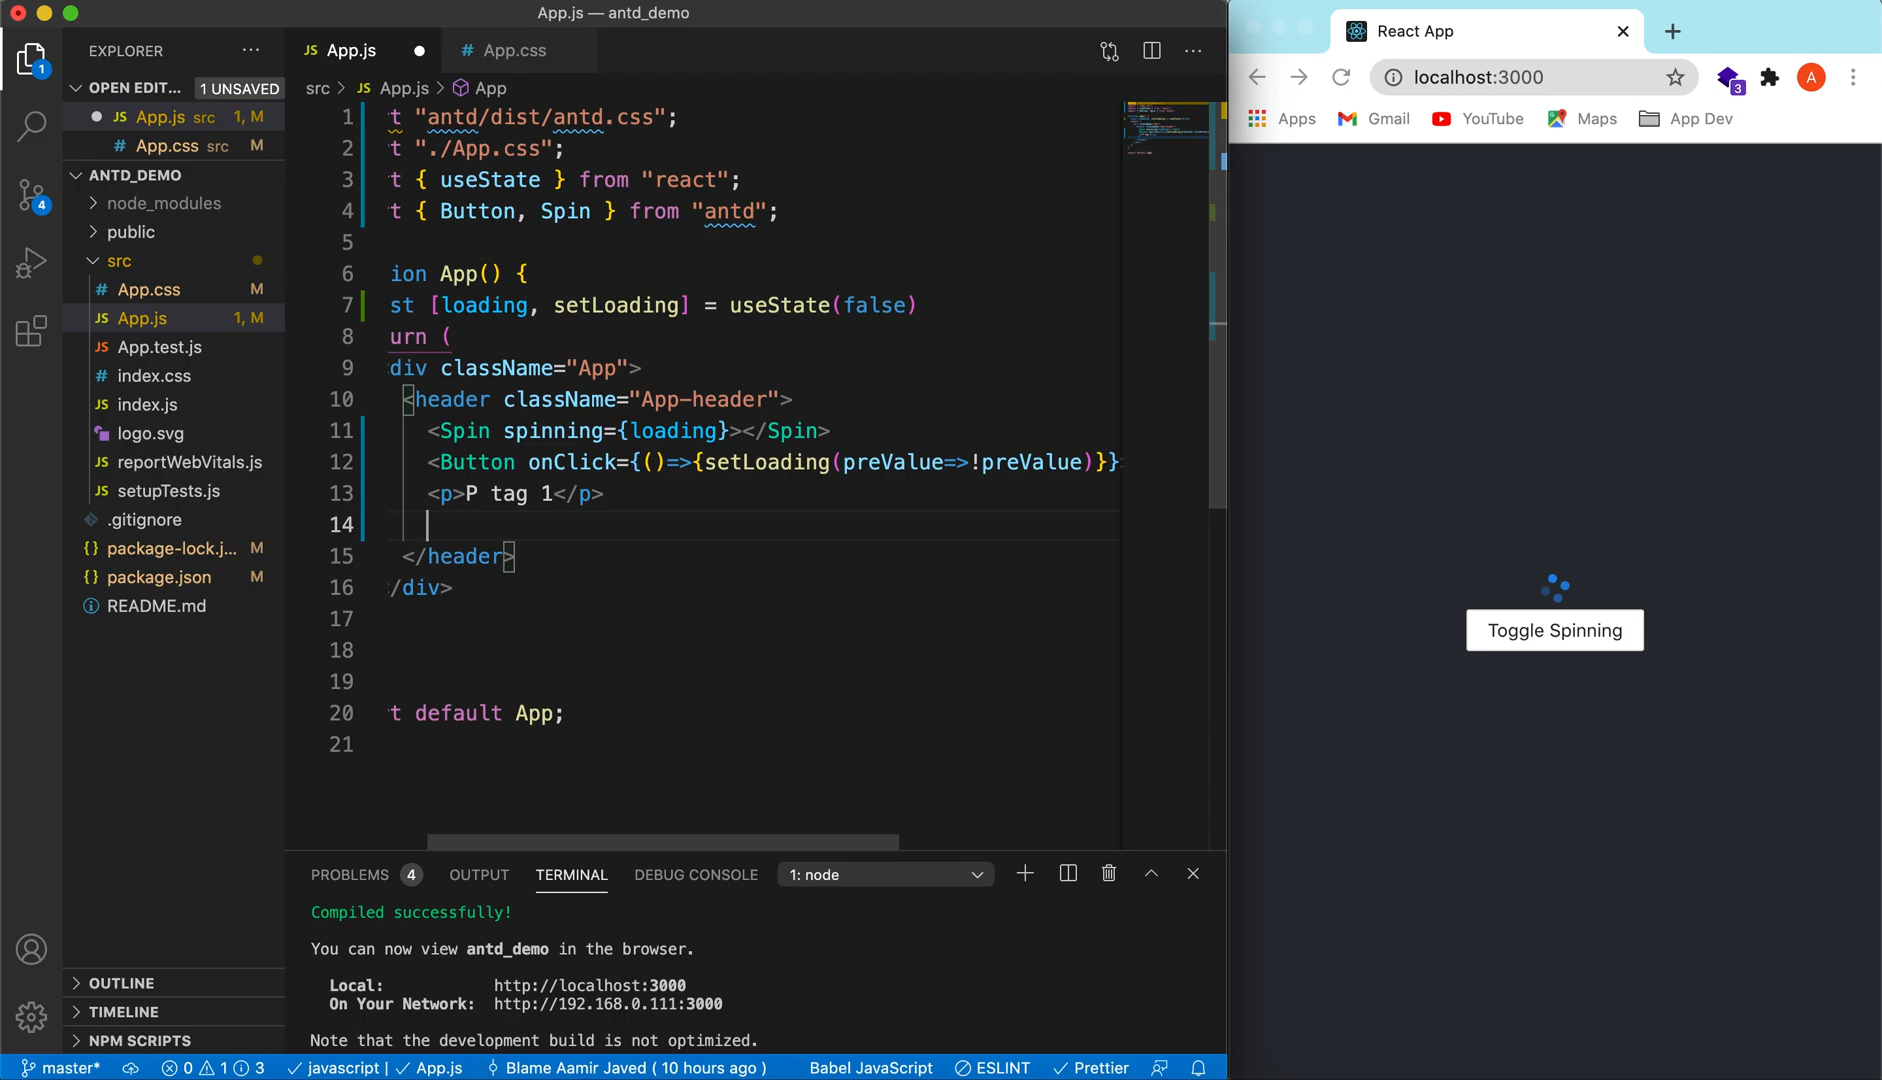 App.js — antd_demo
EXPLORER
OPEN EDIT... 1 UNSAVED
App.js src 1, M
App.css src M
ANTD_DEMO
node_modules
public
src
App.css M
App.js 1, M
App.test.js
index.css
index.js
logo.svg
reportWebVitals.js
setupTests.js
.gitignore
package-lock.j... M
package.json M
README.md
OUTLINE
TIMELINE
NPM SCRIPTS
1
4
JS App.js
# App.css
src > JS App.js > App
1 t "antd/dist/antd.css";
2 t "./App.css";
3 t { useState } from "react";
4 t { Button, Spin } from "antd";
5
6 ion App() {
7 st [loading, setLoading] = useState(false)
8 urn (
9 div className="App">
10 <header className="App-header">
11 <Spin spinning={loading}></Spin>
12 <Button onClick={()=>{setLoading(preValue=>!preValue)}}>
13 <p>P tag 1</p>
14
15 </header>
16 /div>
17
18
19
20 t default App;
21
PROBLEMS 4 OUTPUT TERMINAL DEBUG CONSOLE 1: node
Compiled successfully!
You can now view antd_demo in the browser.
Local: http://localhost:3000
On Your Network: http://192.168.0.111:3000
Note that the development build is not optimized.
master* 0 1 3 javascript | App.js Blame Aamir Javed ( 10 hours ago ) Babel JavaScript ESLINT Prettier
React App
localhost:3000
3
A
Apps Gmail YouTube Maps App Dev
Toggle Spinning